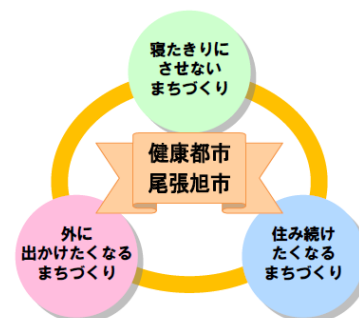 寝たきりに
させない
まちづくり
健康都市
尾張旭市
外に
出かけたくなる
まちづくり
住み続け
たくなる
まちづくり